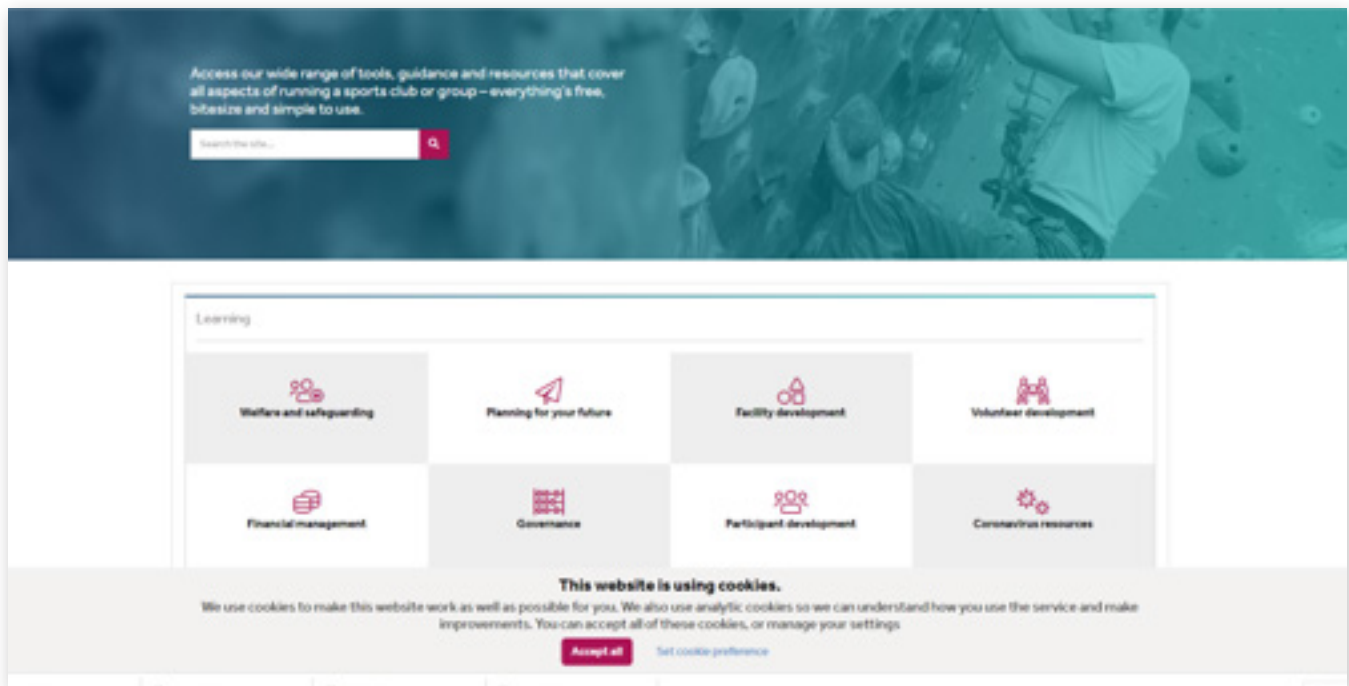 Access our wide range of tools, guidance and resources that cover
all aspects of running a sports club or group – everything's free,
bitesize and simple to use.
Search the site...
Learning
Welfare and safeguarding
Planning for your future
Facility development
Volunteer development
Financial management
Governance
Participant development
Coronavirus resources
This website is using cookies.
We use cookies to make this website work as well as possible for you. We also use analytic cookies so we can understand how you use the service and make
improvements. You can accept all of these cookies, or manage your settings
Accept all
Set cookie preference